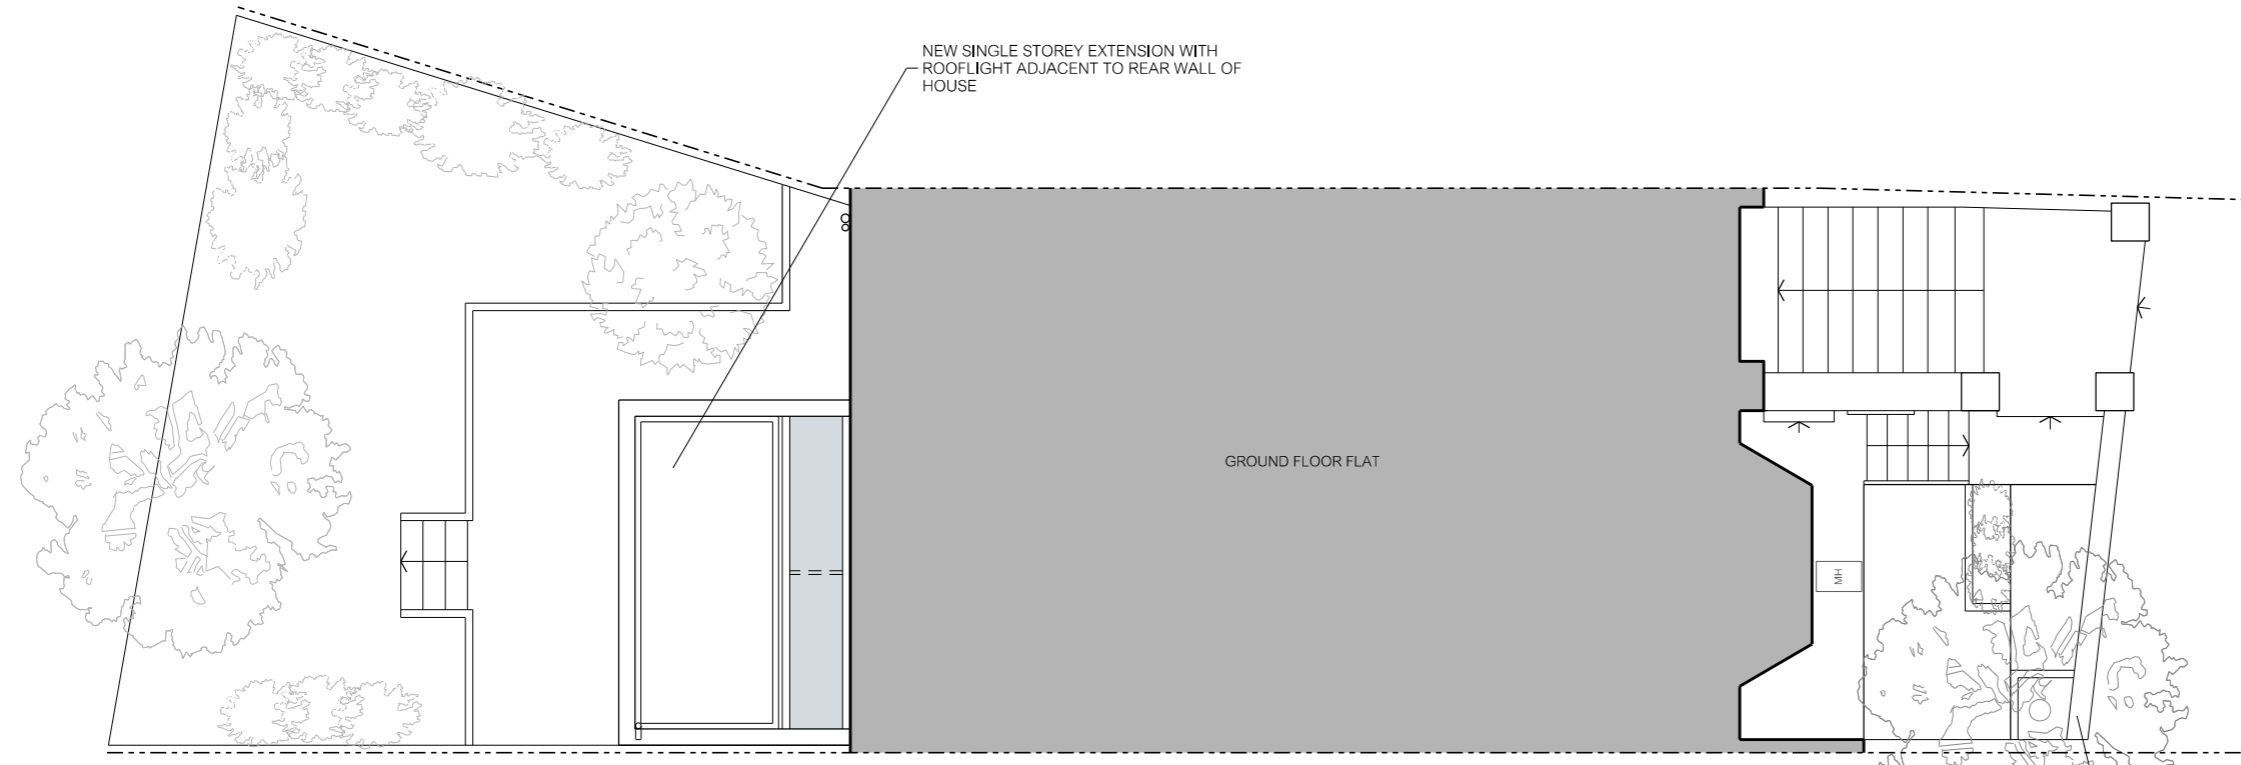 NEW SINGLE STOREY EXTENSION WITH
ROOFLIGHT ADJACENT TO REAR WALL OF
HOUSE
GROUND FLOOR FLAT
MH